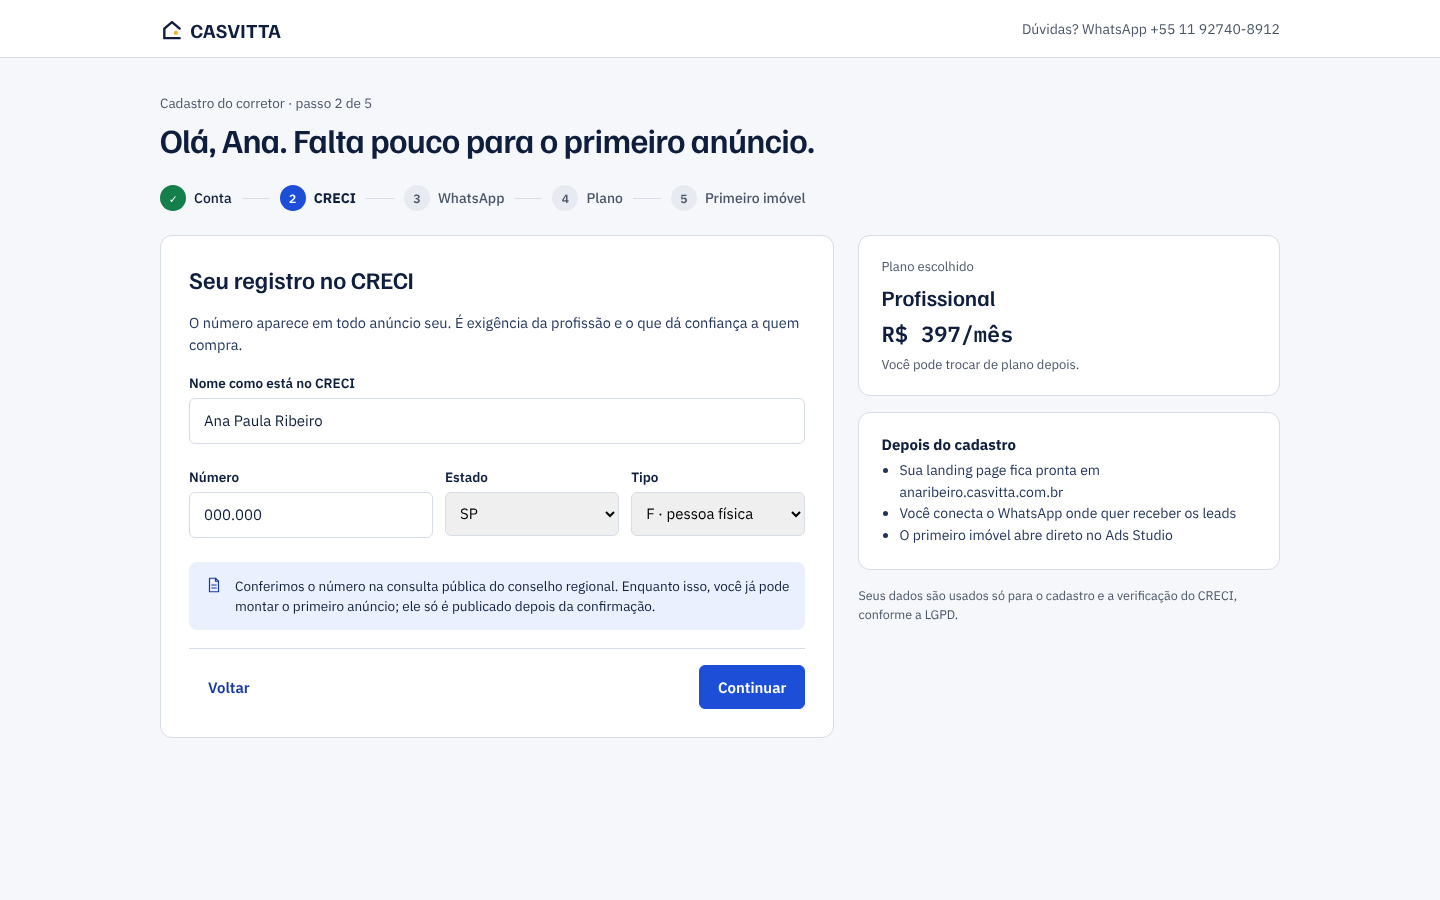 CASVITTA
Dúvidas? WhatsApp +55 11 92740-8912
Cadastro do corretor · passo 2 de 5
Olá, Ana. Falta pouco para o primeiro anúncio.
✓ Conta
2 CRECI
3 WhatsApp
4 Plano
5 Primeiro imóvel
Seu registro no CRECI
O número aparece em todo anúncio seu. É exigência da profissão e o que dá confiança a quem
compra.
Nome como está no CRECI
Ana Paula Ribeiro
Número
Estado
Tipo
000.000
SP
F · pessoa física
Conferimos o número na consulta pública do conselho regional. Enquanto isso, você já pode
montar o primeiro anúncio; ele só é publicado depois da confirmação.
Voltar
Continuar
Plano escolhido
Profissional
R$ 397/mês
Você pode trocar de plano depois.
Depois do cadastro
• Sua landing page fica pronta em
anaribeiro.casvitta.com.br
• Você conecta o WhatsApp onde quer receber os leads
• O primeiro imóvel abre direto no Ads Studio
Seus dados são usados só para o cadastro e a verificação do CRECI,
conforme a LGPD.